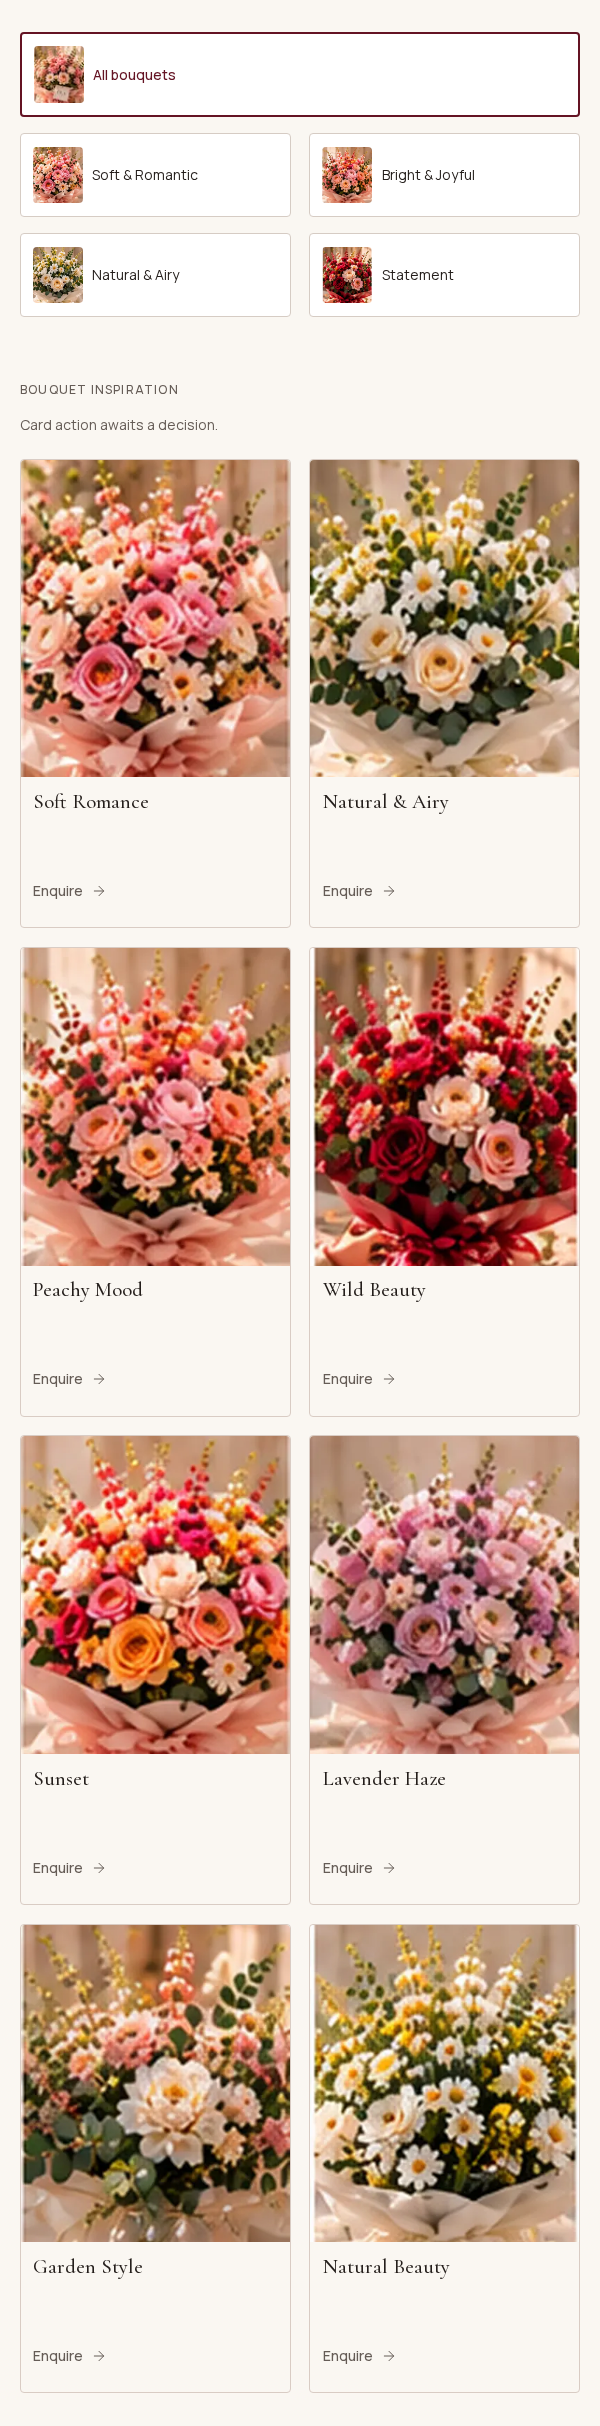 All bouquets
Soft & Romantic
Bright & Joyful
Natural & Airy
Statement
BOUQUET INSPIRATION
Card action awaits a decision.
Soft Romance
Natural & Airy
Enquire →
Enquire →
Peachy Mood
Wild Beauty
Enquire →
Enquire →
Sunset
Lavender Haze
Enquire →
Enquire →
Garden Style
Natural Beauty
Enquire →
Enquire →